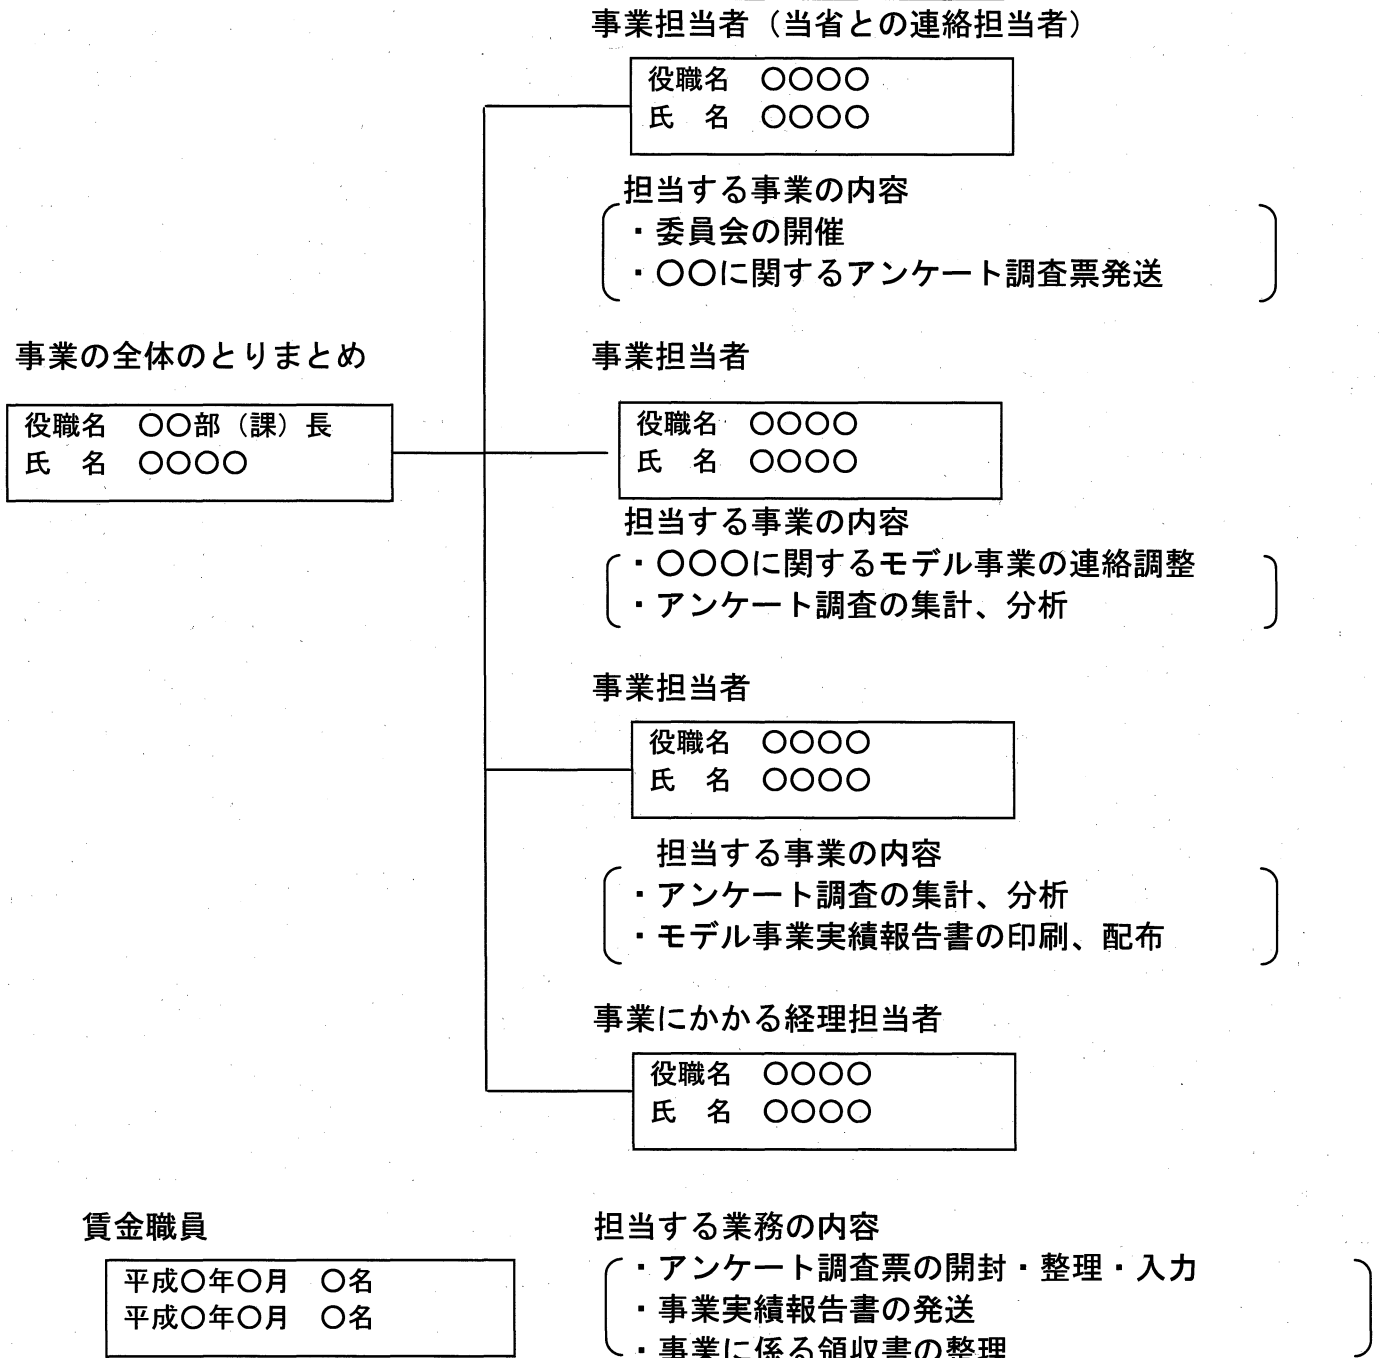 事業担当者（当省との連絡担当者）
役職名　〇〇〇〇
氏　名　〇〇〇〇
担当する事業の内容
・委員会の開催
・〇〇に関するアンケート調査票発送
事業の全体のとりまとめ
役職名　〇〇部（課）長
氏　名　〇〇〇〇
事業担当者
役職名　〇〇〇〇
氏　名　〇〇〇〇
担当する事業の内容
・〇〇〇に関するモデル事業の連絡調整
・アンケート調査の集計、分析
事業担当者
役職名　〇〇〇〇
氏　名　〇〇〇〇
担当する事業の内容
・アンケート調査の集計、分析
・モデル事業実績報告書の印刷、配布
事業にかかる経理担当者
役職名　〇〇〇〇
氏　名　〇〇〇〇
賃金職員
平成〇年〇月　〇名
平成〇年〇月　〇名
担当する業務の内容
・アンケート調査票の開封・整理・入力
・事業実績報告書の発送
・事業に係る領収書の整理